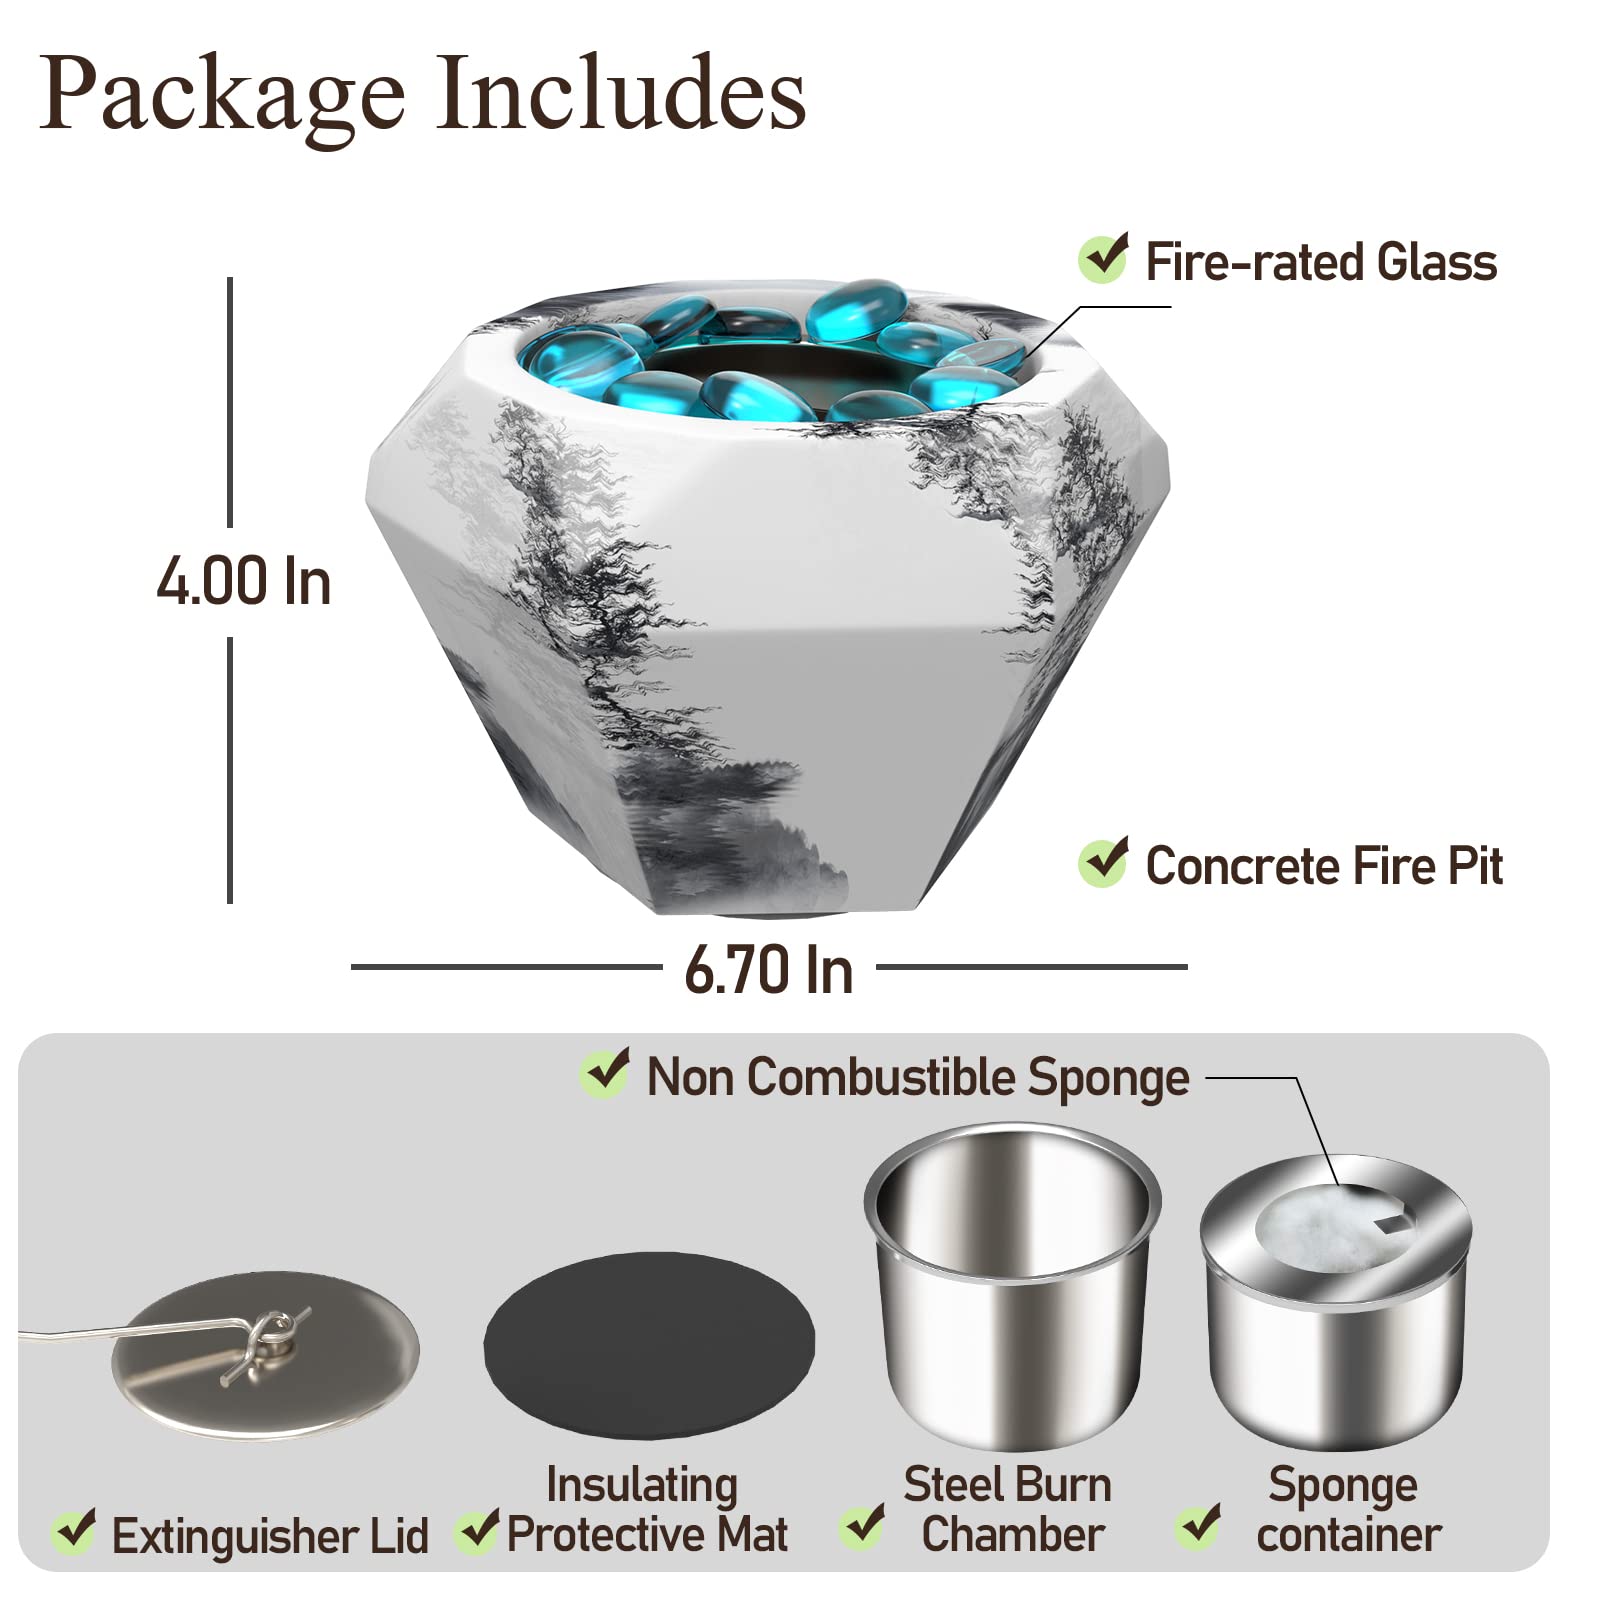 Package Includes
Fire-rated Glass
4.00 In
Concrete Fire Pit
6.70 In
Non Combustible Sponge
Extinguisher Lid
Insulating
Protective Mat
Steel Burn
Chamber
Sponge
container